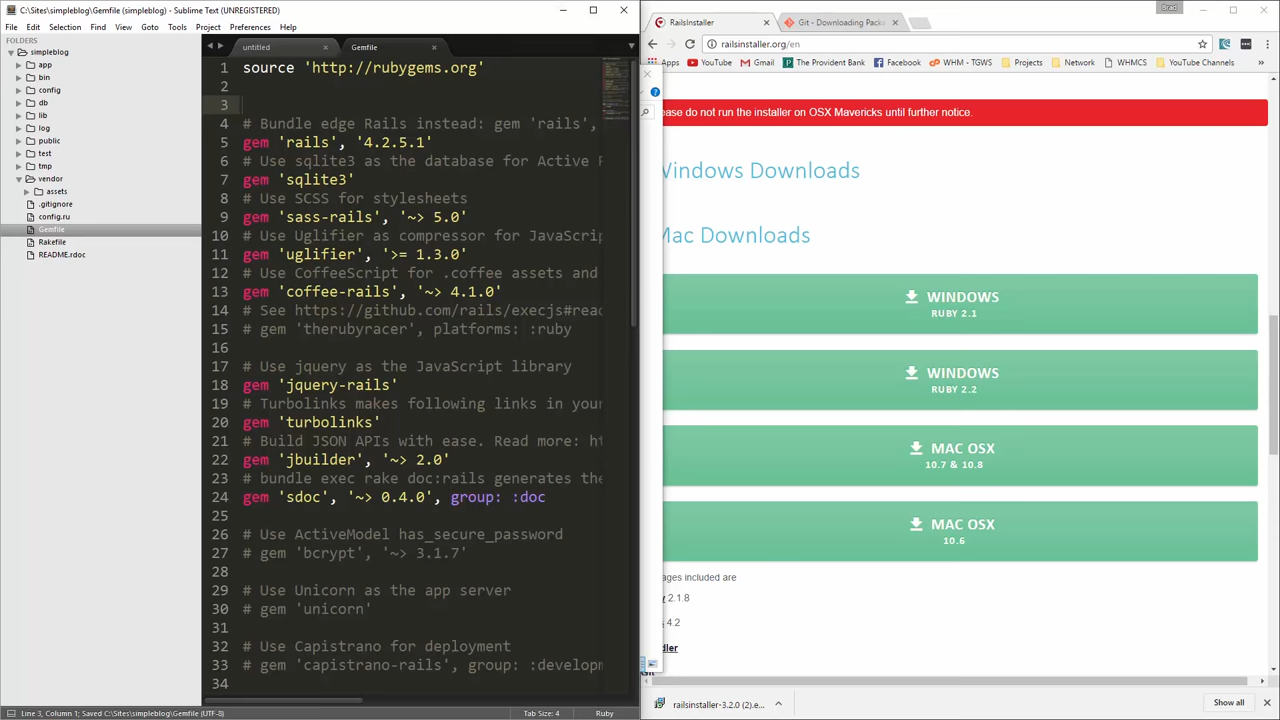 C:\Sites\simpleblog\Gemfile (simpleblog) - Sublime Text (UNREGISTERED)
File Edit Selection Find View Goto Tools Project Preferences Help
FOLDERS
simpleblog
app
bin
config
db
lib
log
public
test
tmp
vendor
assets
.gitignore
config.ru
Gemfile
Rakefile
README.rdoc
untitled
Gemfile
1 source 'http://rubygems.org'
2
3
4 # Bundle edge Rails instead: gem 'rails',
5 gem 'rails', '4.2.5.1'
6 # Use sqlite3 as the database for Active
7 gem 'sqlite3'
8 # Use SCSS for stylesheets
9 gem 'sass-rails', '~> 5.0'
10 # Use Uglifier as compressor for JavaScrip
11 gem 'uglifier', '>= 1.3.0'
12 # Use CoffeeScript for .coffee assets and
13 gem 'coffee-rails', '~> 4.1.0'
14 # See https://github.com/rails/execjs#read
15 # gem 'therubyracer', platforms: :ruby
16
17 # Use jquery as the JavaScript library
18 gem 'jquery-rails'
19 # Turbolinks makes following links in your
20 gem 'turbolinks'
21 # Build JSON APIs with ease. Read more: ht
22 gem 'jbuilder', '~> 2.0'
23 # bundle exec rake doc:rails generates the
24 gem 'sdoc', '~> 0.4.0', group: :doc
25
26 # Use ActiveModel has_secure_password
27 # gem 'bcrypt', '~> 3.1.7'
28
29 # Use Unicorn as the app server
30 # gem 'unicorn'
31
32 # Use Capistrano for deployment
33 # gem 'capistrano-rails', group: :developm
34
Line 3, Column 1; Saved C:\Sites\simpleblog\Gemfile (UTF-8)
Tab Size: 4
Ruby
Brad
RailsInstaller
Git - Downloading Pack
railsinstaller.org/en
Apps YouTube Gmail The Provident Bank Facebook WHM - TGWS Projects Network WHMCS YouTube Channels
ease do not run the installer on OSX Mavericks until further notice.
Windows Downloads
Mac Downloads
WINDOWS
RUBY 2.1
WINDOWS
RUBY 2.2
MAC OSX
10.7 & 10.8
MAC OSX
10.6
ages included are
y 2.1.8
4.2
dler
Git
railsinstaller-3.2.0 (2).e...
Show all